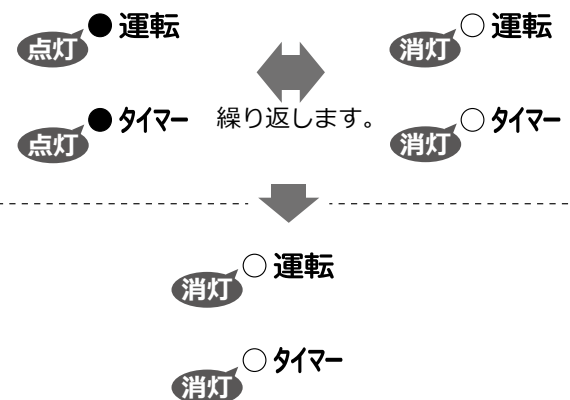 点灯 ● 運転
消灯 ○ 運転
点灯 ● タイマー
繰り返します。
消灯 ○ タイマー
消灯 ○ 運転
消灯 ○ タイマー